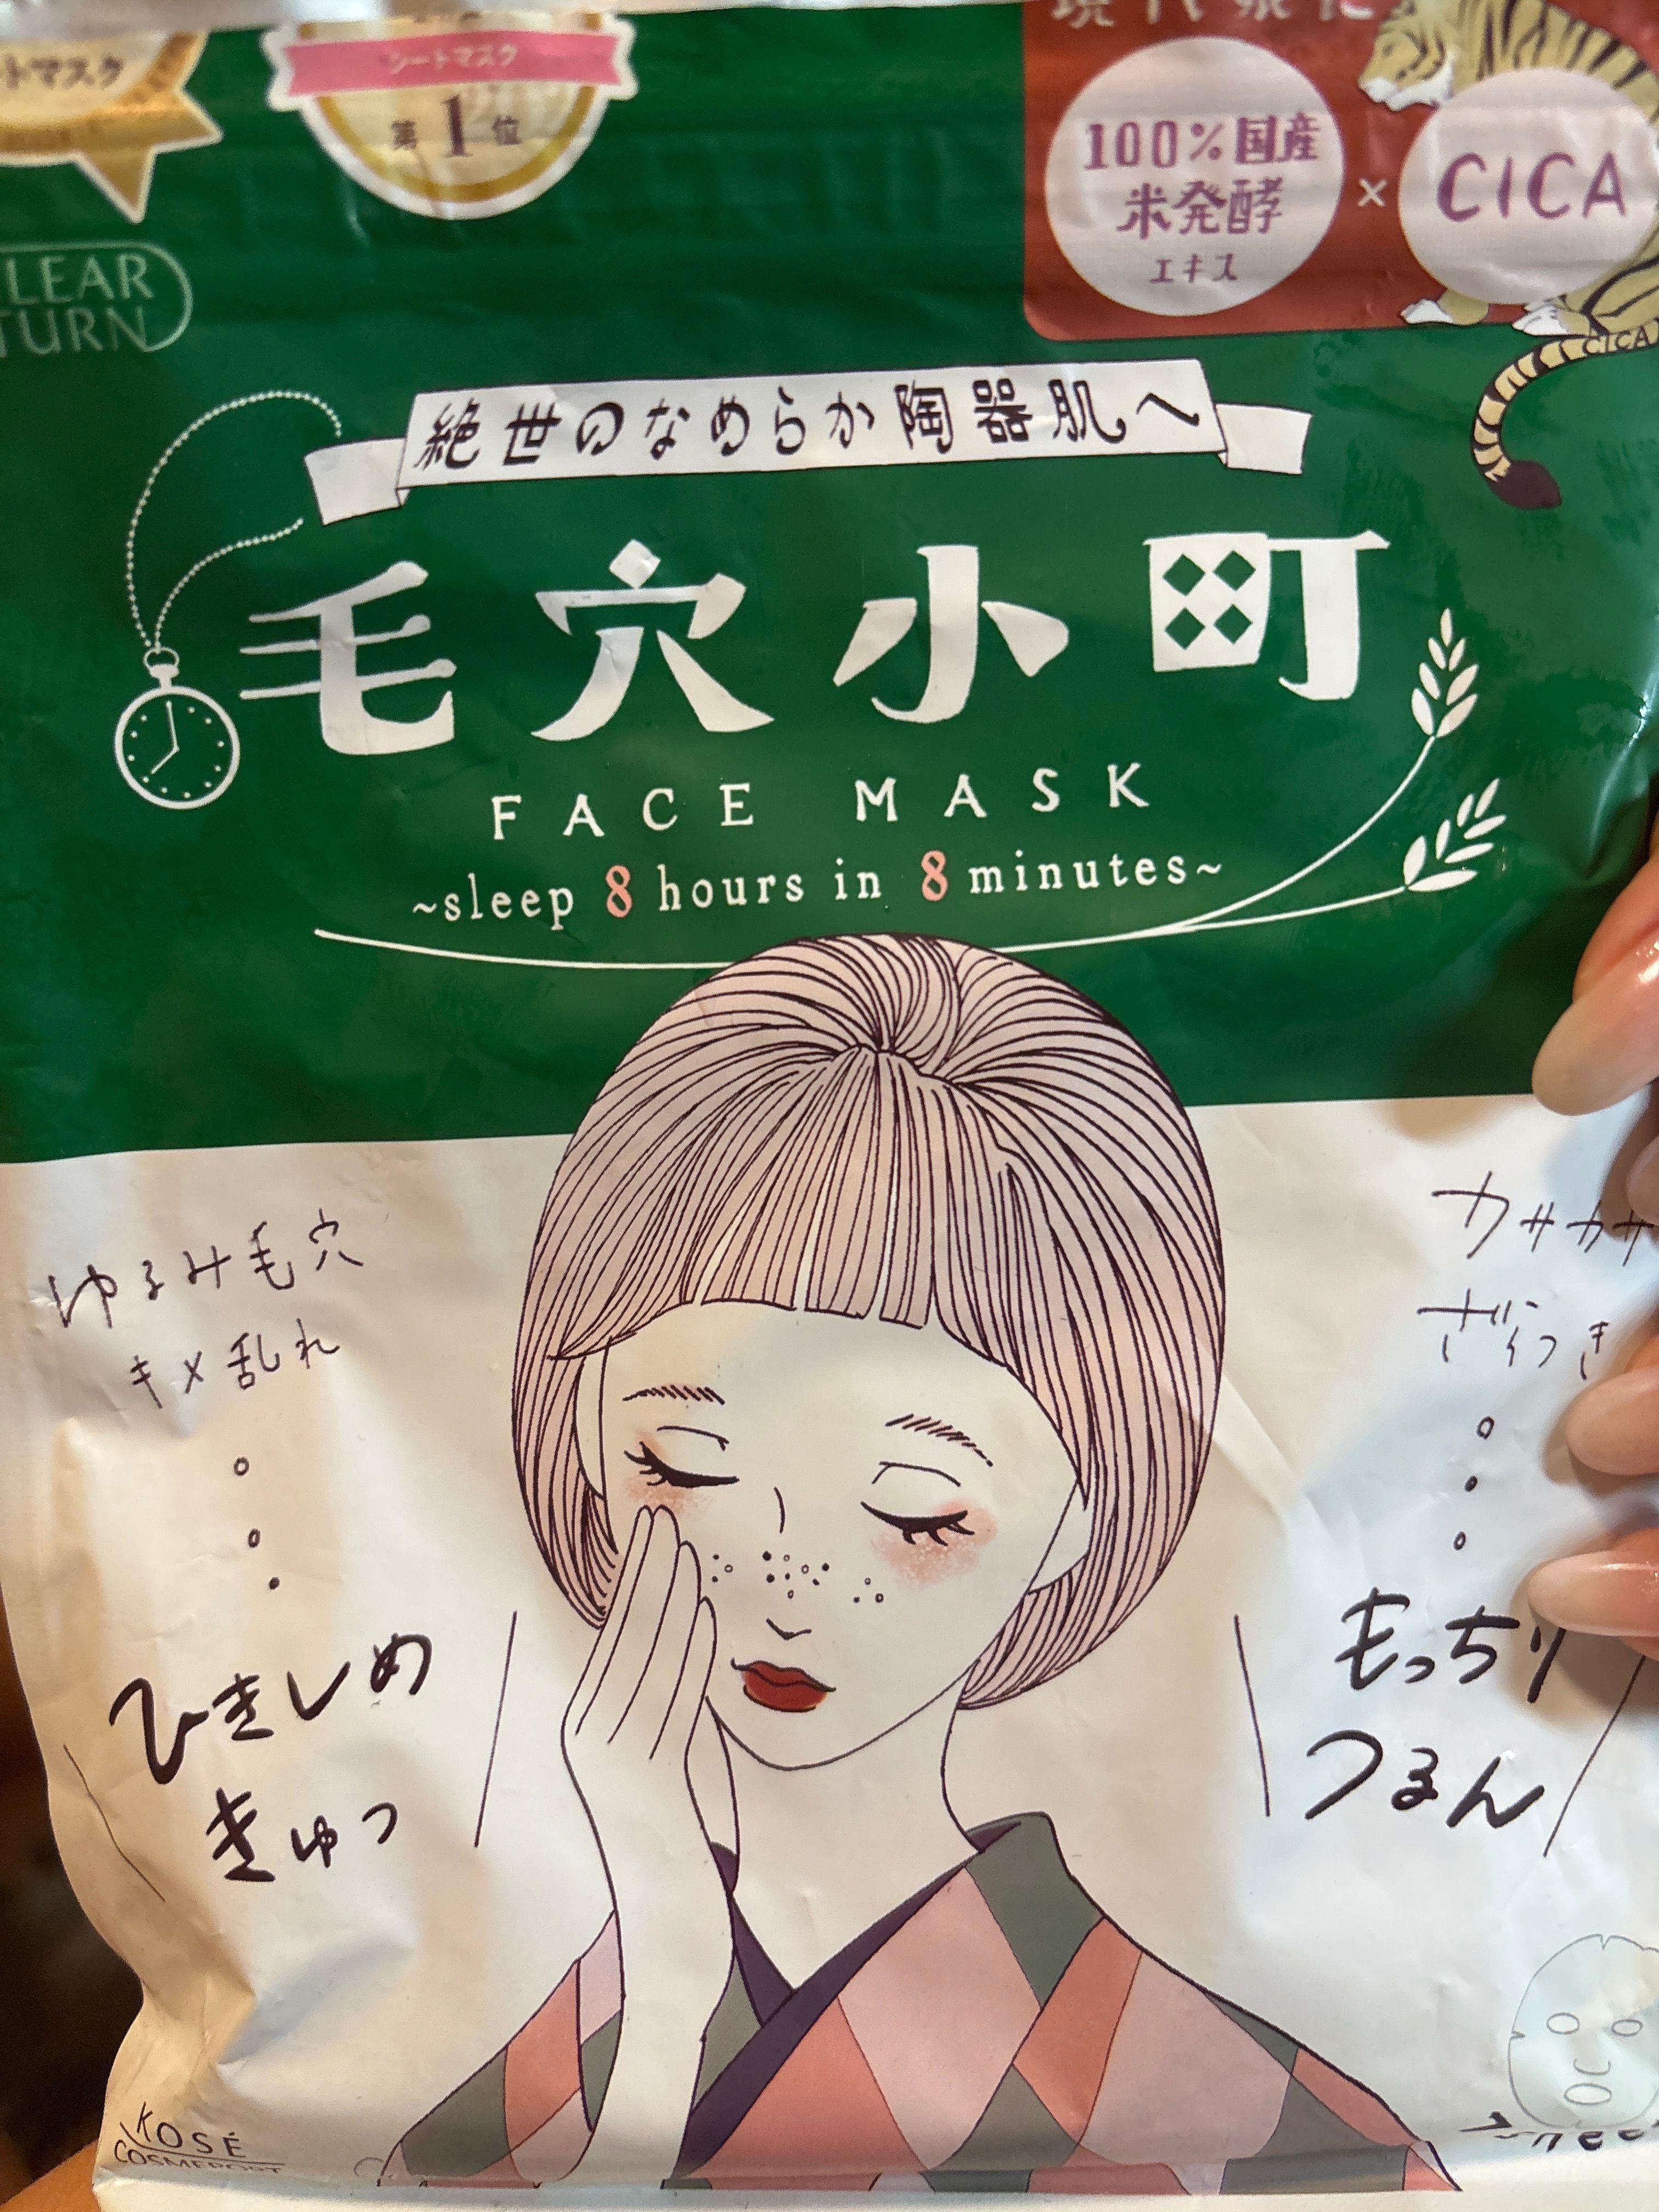 シートマスク
第1位
100%国産
米発酵
エキス
×
CICA
CICA
絶世のなめらか陶器肌へ
毛穴小町
FACE MASK
~sleep 8 hours in 8 minutes~
ゆるみ毛穴
キメ乱れ
ひきしめ
きゅっ
カサカサ
ざらつき
もっちり
つるん
KOSÉ
COSMEPORT